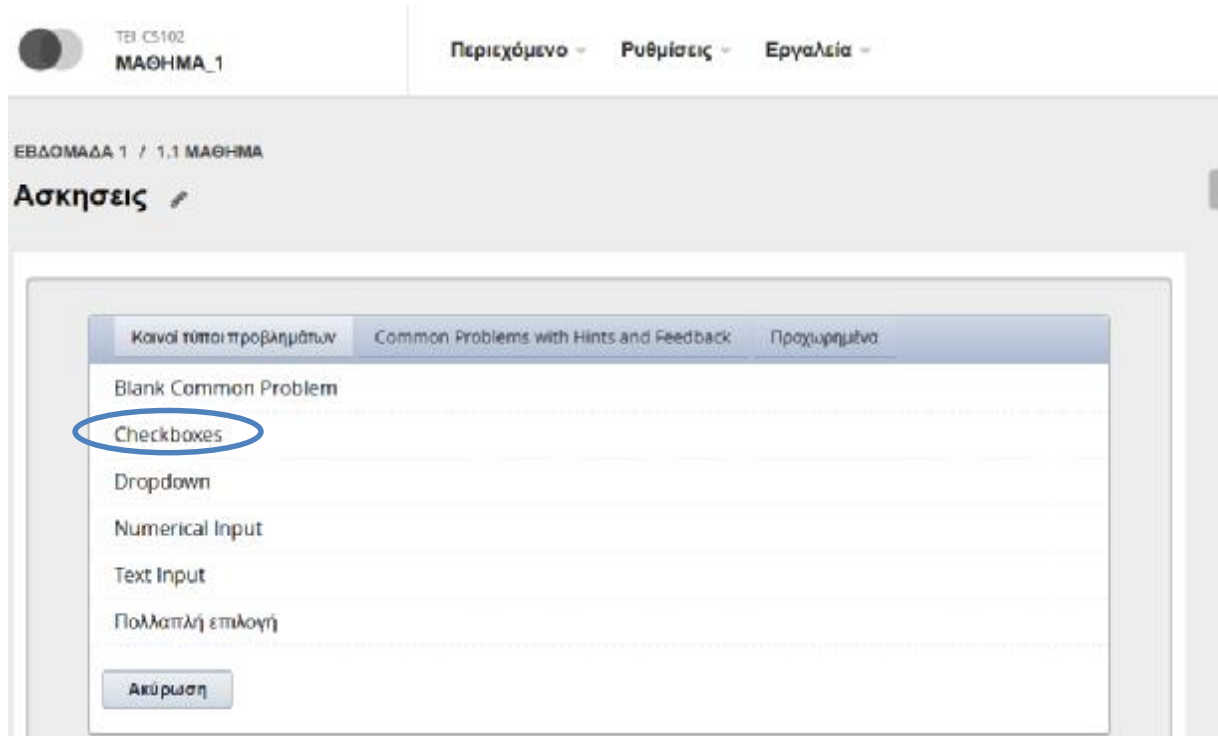 TEI CS102
ΜΑΘΗΜΑ_1
Περιεχόμενο Ρυθμίσεις Εργαλεία
ΕΒΔΟΜΑΔΑ 1 / 1.1 ΜΑΘΗΜΑ
Ασκησεις
Κοινοί τύποι προβλημάτων Common Problems with Hints and Feedback Προχωρημένα
Blank Common Problem
Checkboxes
Dropdown
Numerical Input
Text Input
Πολλαπλή επιλογή
Ακύρωση